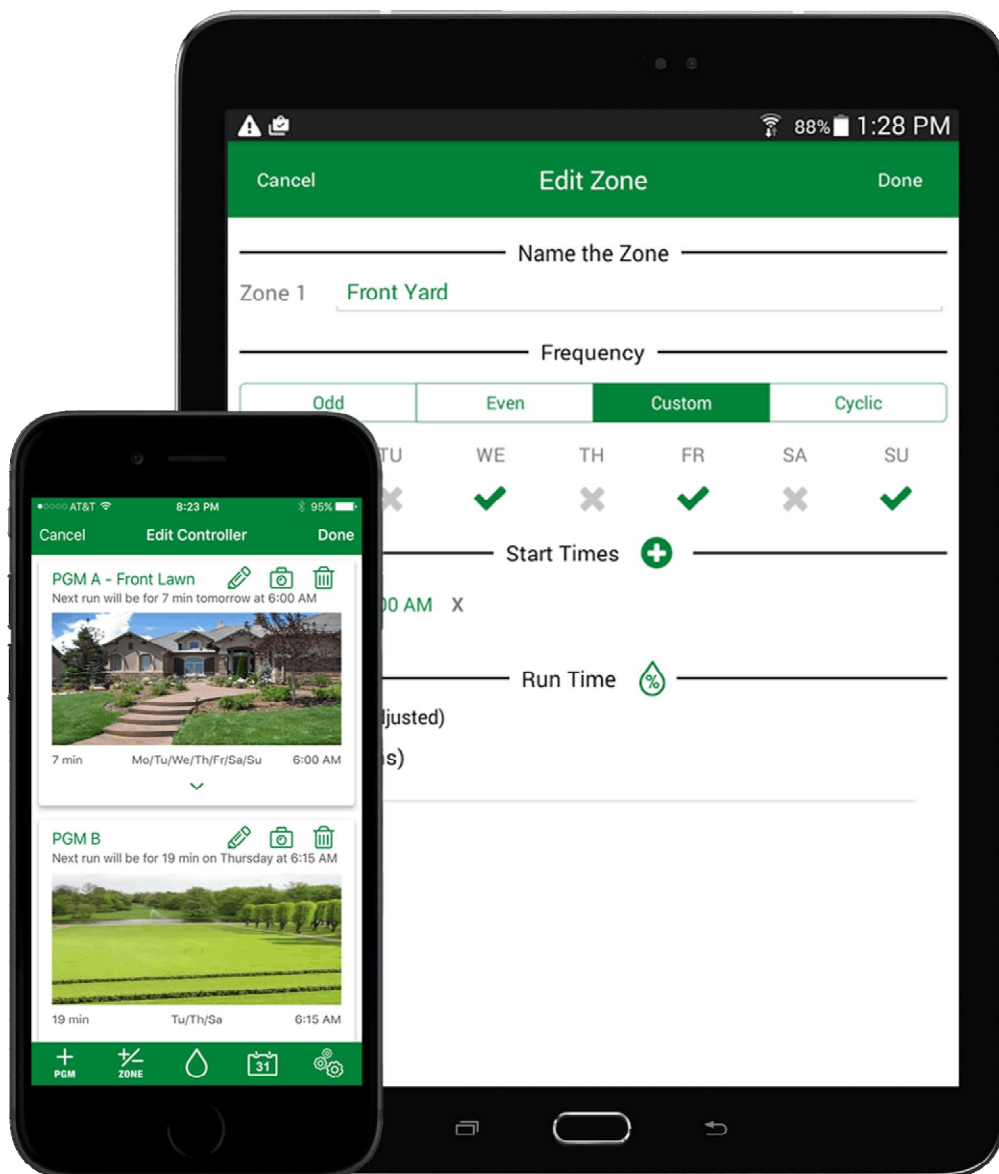 88% 1:28 PM
Cancel Edit Zone Done
Name the Zone
Zone 1 Front Yard
Frequency
Odd Even Custom Cyclic
TU WE TH FR SA SU
Start Times
00 AM X
Run Time %
ljusted)
is)
AT&T 8:23 PM 95%
Cancel Edit Controller Done
PGM A - Front Lawn
Next run will be for 7 min tomorrow at 6:00 AM
7 min Mo/Tu/We/Th/Fr/Sa/Su 6:00 AM
PGM B
Next run will be for 19 min on Thursday at 6:15 AM
19 min Tu/Th/Sa 6:15 AM
PGM ZONE 31